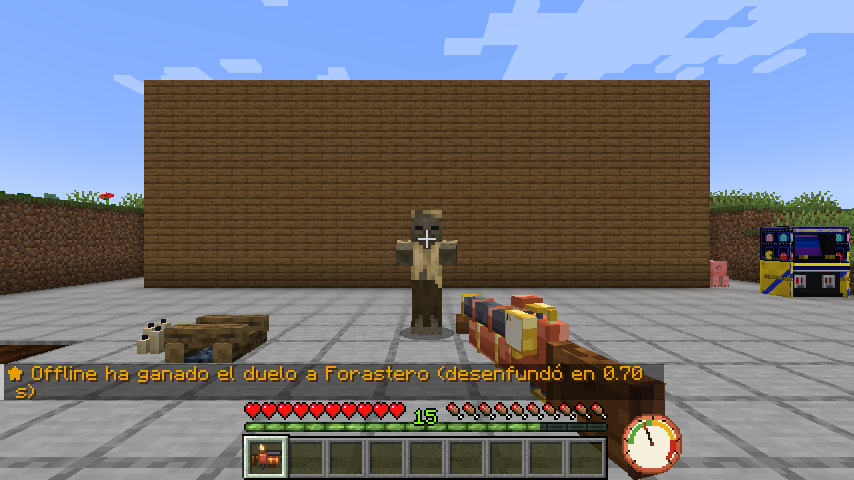 ★ Offline ha ganado el duelo a Forastero (desenfundó en 0.70
s)
15